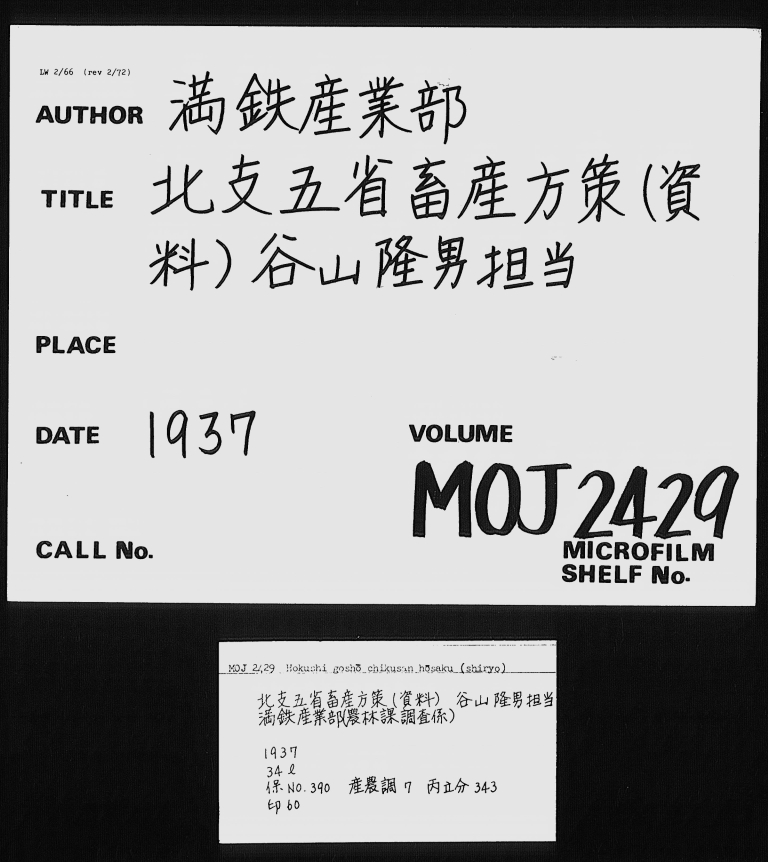 LW 2/66 (rev 2/72)
AUTHOR 満鉄産業部
TITLE 北支五省畜産方策(資
料)谷山隆男担当
PLACE
DATE 1937
VOLUME
MOJ 2429
CALL No.
MICROFILM
SHELF No.
MOJ 2429 Hokushi goshō chikusan hōsaku (shiryo)
北支五省畜産方策(資料) 谷山隆男担当
満鉄産業部(農林課調査係)
1937
34ℓ
保 NO. 390 産農調 7 丙立分 343
印 60